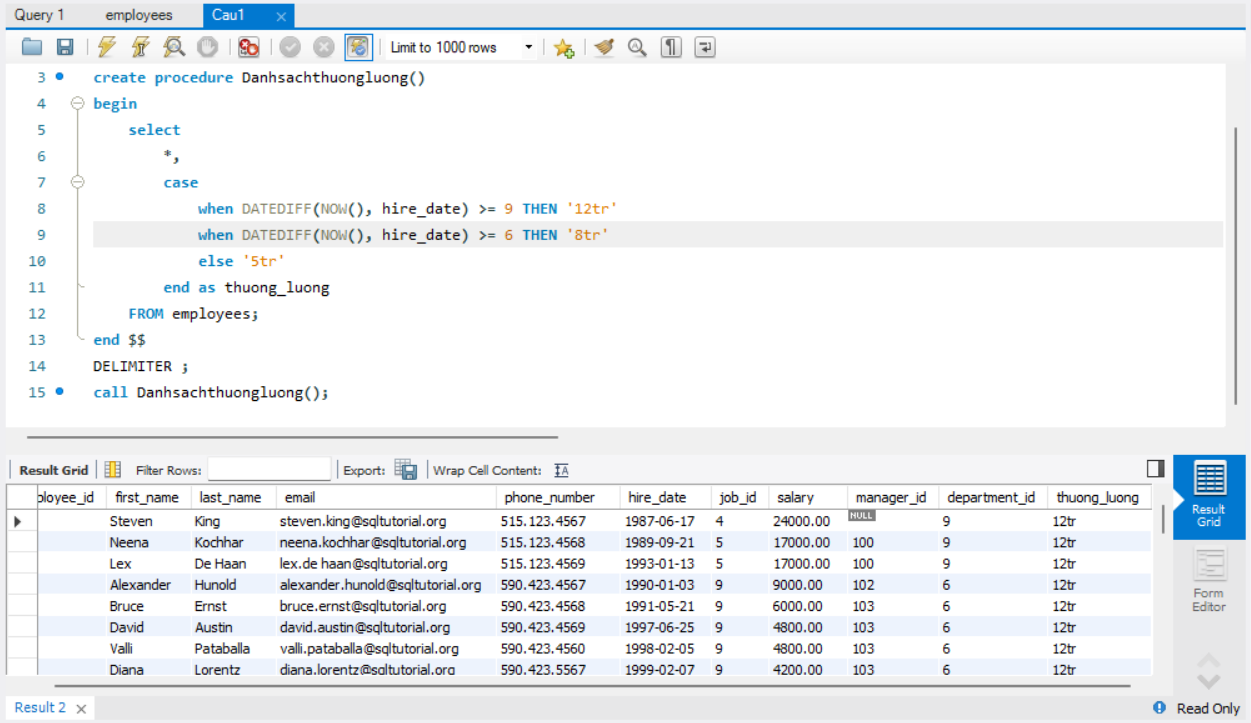 Query 1 employees Cau1
Limit to 1000 rows
3 create procedure Danhsachthuongluong()
4 begin
5 select
6 *,
7 case
8 when DATEDIFF(NOW(), hire_date) >= 9 THEN '12tr'
9 when DATEDIFF(NOW(), hire_date) >= 6 THEN '8tr'
10 else '5tr'
11 end as thuong_luong
12 FROM employees;
13 end $$
14 DELIMITER ;
15 call Danhsachthuongluong();
Result Grid Filter Rows: Export: Wrap Cell Content:
ployee_id first_name last_name email phone_number hire_date job_id salary manager_id department_id thuong_luong
Steven King steven.king@sqltutorial.org 515.123.4567 1987-06-17 4 24000.00 NULL 9 12tr
Neena Kochhar neena.kochhar@sqltutorial.org 515.123.4568 1989-09-21 5 17000.00 100 9 12tr
Lex De Haan lex.de haan@sqltutorial.org 515.123.4569 1993-01-13 5 17000.00 100 9 12tr
Alexander Hunold alexander.hunold@sqltutorial.org 590.423.4567 1990-01-03 9 9000.00 102 6 12tr
Bruce Ernst bruce.ernst@sqltutorial.org 590.423.4568 1991-05-21 9 6000.00 103 6 12tr
David Austin david.austin@sqltutorial.org 590.423.4569 1997-06-25 9 4800.00 103 6 12tr
Valli Pataballa valli.pataballa@sqltutorial.org 590.423.4560 1998-02-05 9 4800.00 103 6 12tr
Diana Lorentz diana.lorentz@sqltutorial.org 590.423.5567 1999-02-07 9 4200.00 103 6 12tr
Result
Grid
Form
Editor
Result 2 Read Only